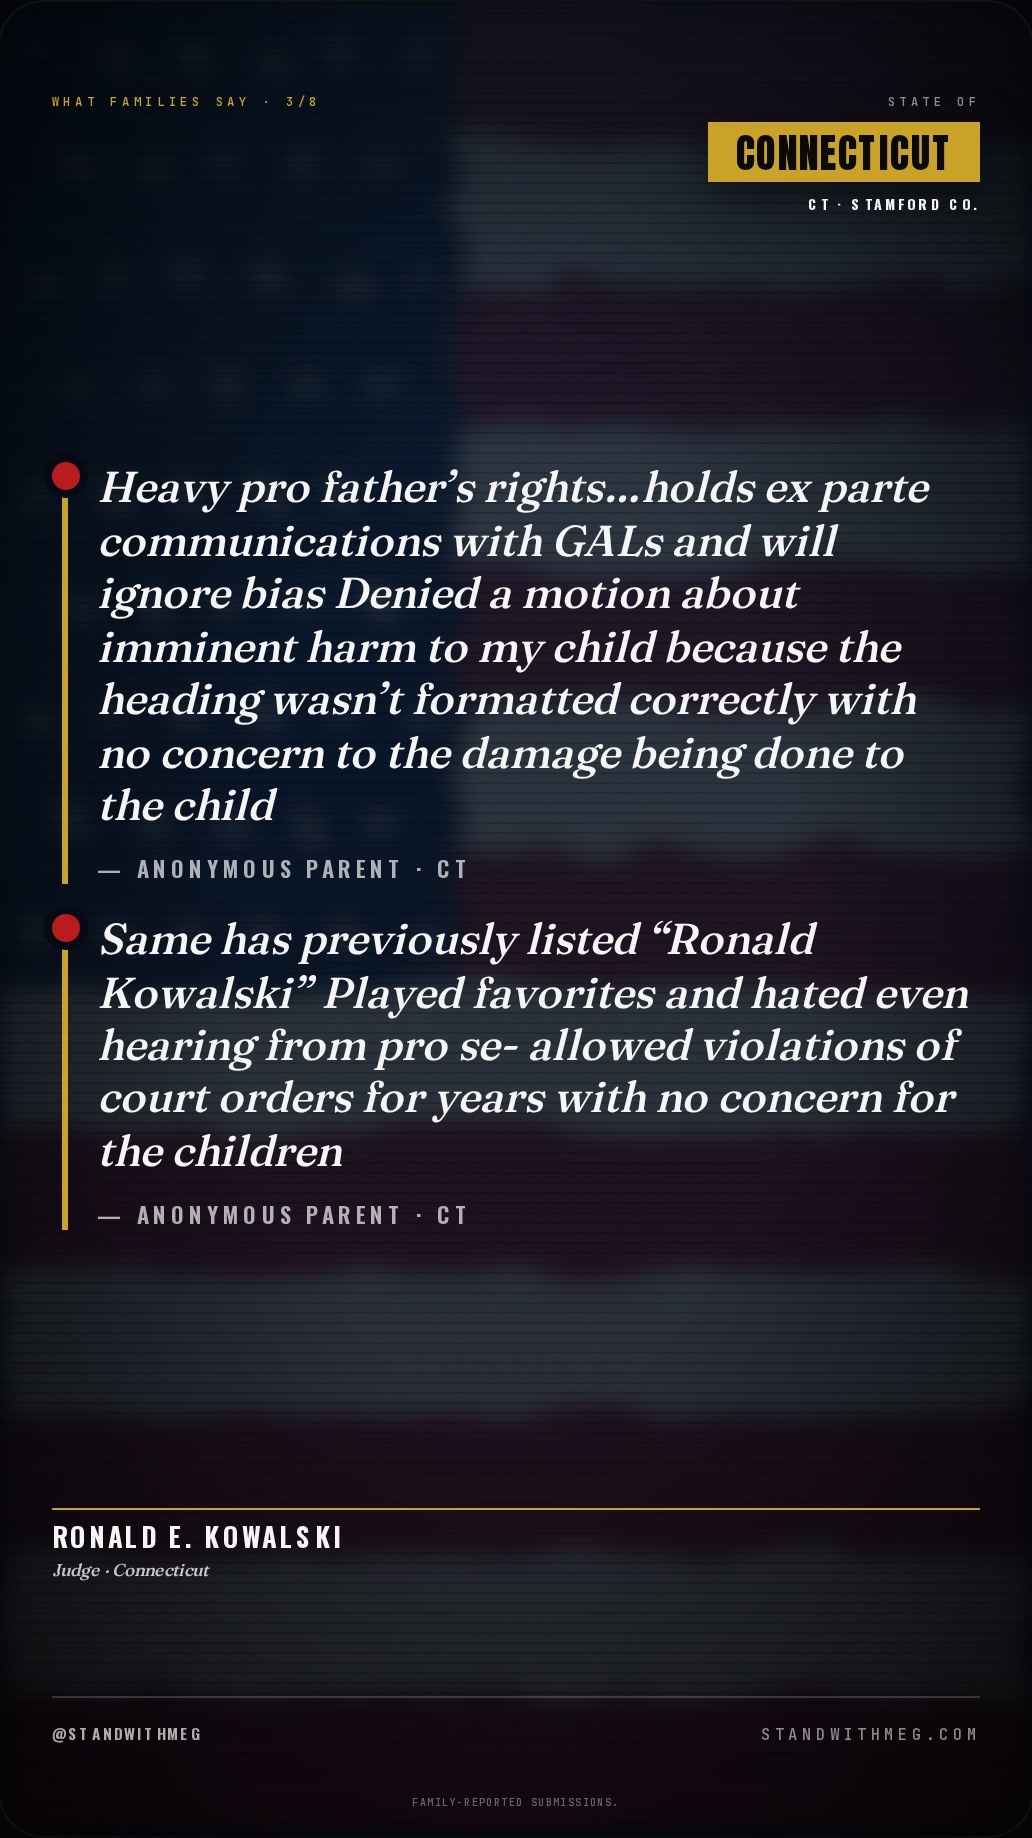 WHAT FAMILIES SAY · 3/8
STATE OF
CONNECTICUT
CT · STAMFORD CO.
Heavy pro father’s rights...holds ex parte
communications with GALs and will
ignore bias Denied a motion about
imminent harm to my child because the
heading wasn’t formatted correctly with
no concern to the damage being done to
the child
— ANONYMOUS PARENT · CT
Same has previously listed “Ronald
Kowalski” Played favorites and hated even
hearing from pro se- allowed violations of
court orders for years with no concern for
the children
— ANONYMOUS PARENT · CT
RONALD E. KOWALSKI
Judge · Connecticut
@STANDWITHMEG
STANDWITHMEG.COM
FAMILY-REPORTED SUBMISSIONS.